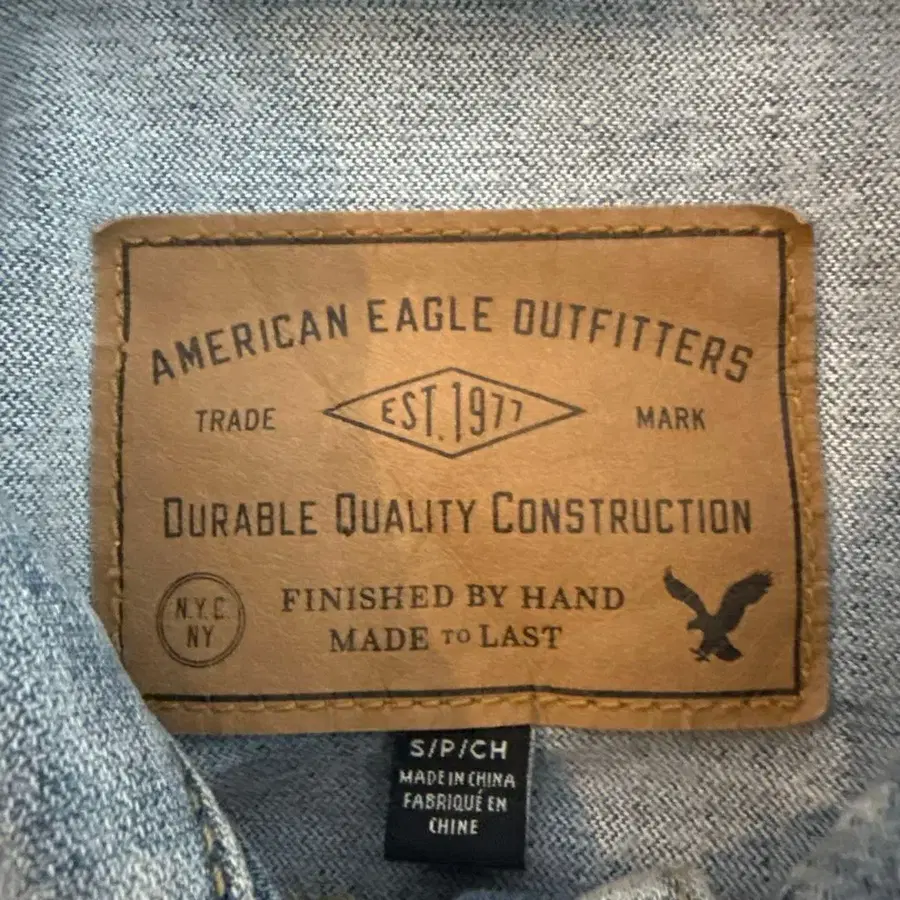 AMERICAN EAGLE OUTFITTERS
TRADE EST. 1977 MARK
DURABLE QUALITY CONSTRUCTION
FINISHED BY HAND
MADE TO LAST
N.Y.C.
NY
S/P/CH
MADE IN CHINA
FABRIQUÉ EN
CHINE